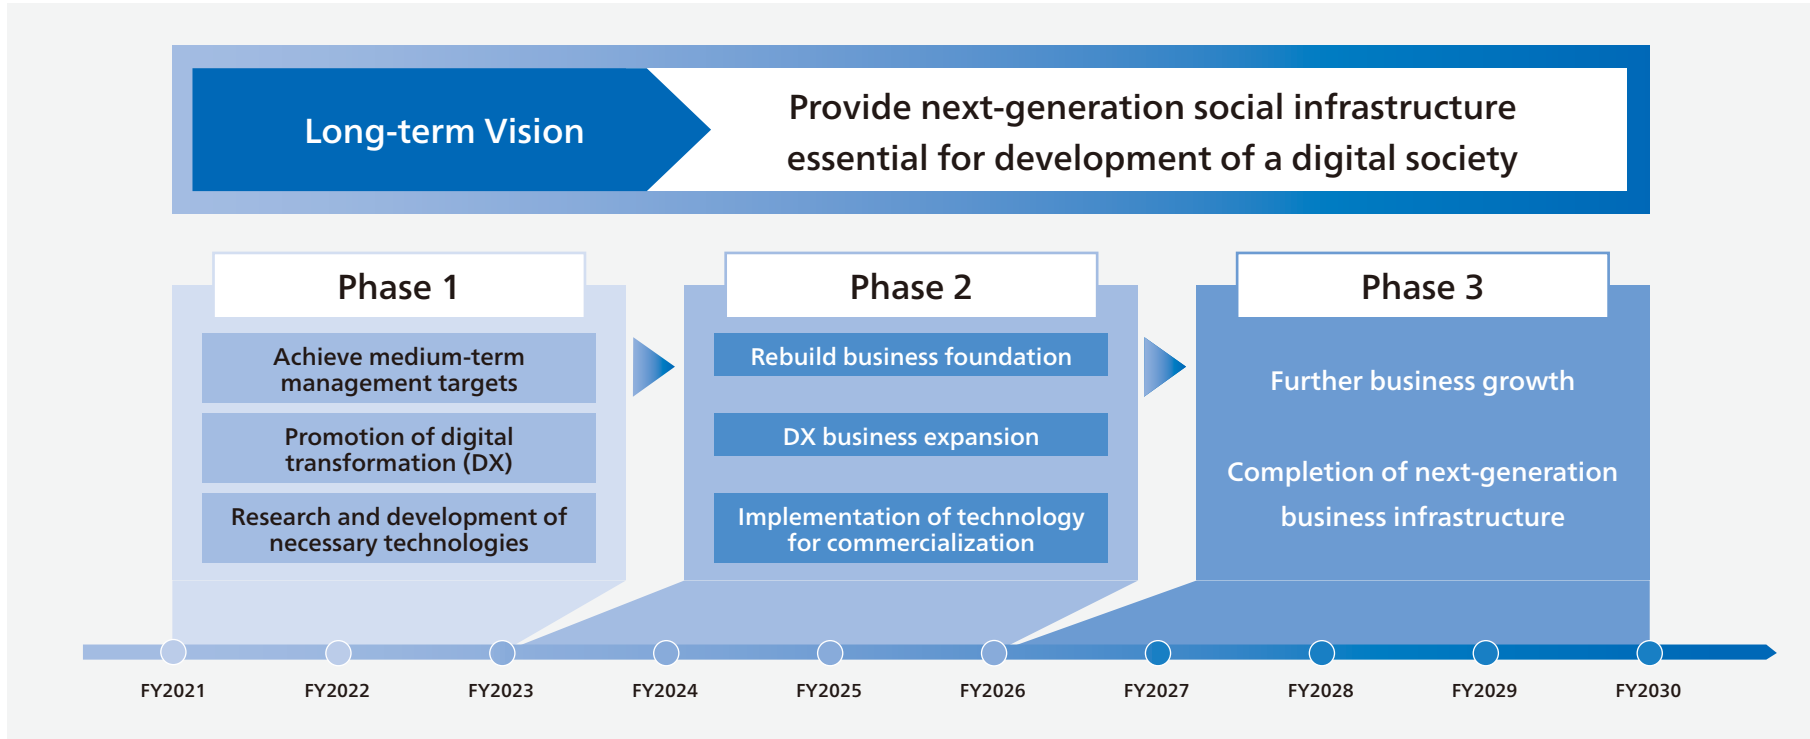 Long-term Vision
Provide next-generation social infrastructure
essential for development of a digital society
Phase 1
Achieve medium-term
management targets
Promotion of digital
transformation (DX)
Research and development of
necessary technologies
Phase 2
Rebuild business foundation
DX business expansion
Implementation of technology
for commercialization
Phase 3
Further business growth
Completion of next-generation
business infrastructure
FY2021
FY2022
FY2023
FY2024
FY2025
FY2026
FY2027
FY2028
FY2029
FY2030